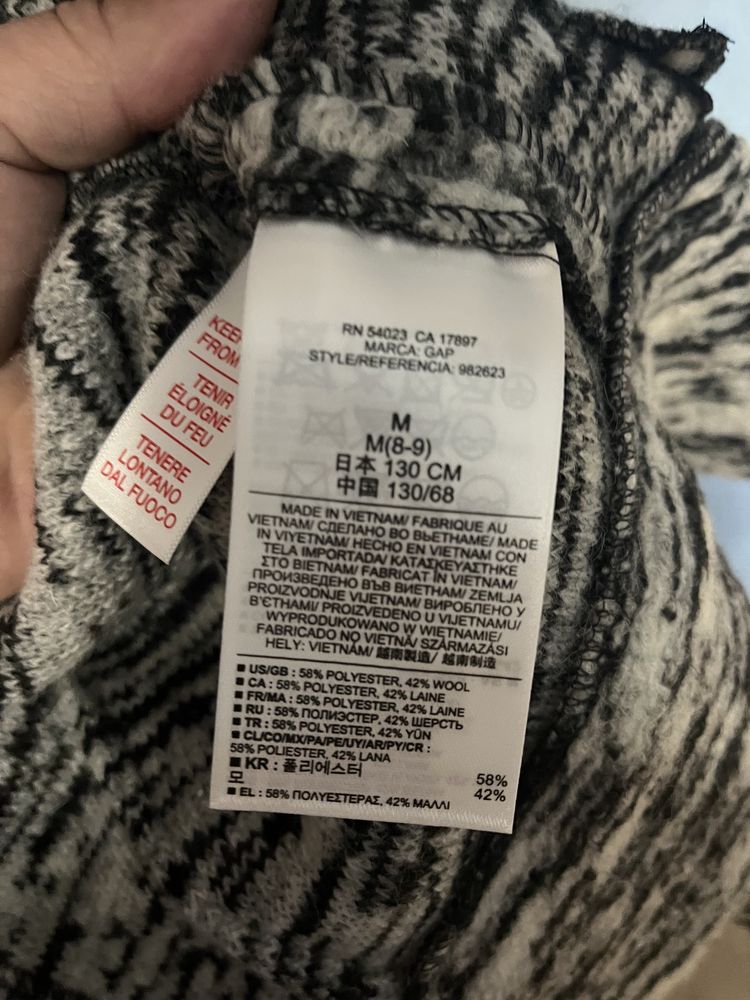 KEEP
FROM
TENIR
ÉLOIGNÉ
DU FEU
TENERE
LONTANO
DAL FUOCO
RN 54023 CA 17897
MARCA: GAP
STYLE/REFERENCIA: 982623
M
M(8-9)
日本 130 CM
中国 130/68
MADE IN VIETNAM/ FABRIQUE AU
VIETNAM/ СДЕЛАНО ВО ВЬЕТНАМЕ/ MADE
IN VIYETNAM/ HECHO EN VIETNAM CON
TELA IMPORTADA/ ΚΑΤΑΣΚΕΥΑΣΤΗΚΕ
ΣΤΟ ΒΙΕΤΝΑΜ/ FABRICAT ÎN VIETNAM/
ПРОИЗВЕДЕНО ВЪВ ВИЕТНАМ/ ZEMLJA
PROIZVODNJE VIJETNAM/ ВИРОБЛЕНО У
В'ЄТНАМІ/ PROIZVEDENO U VIJETNAMU/
WYPRODUKOWANO W WIETNAMIE/
FABRICADO NO VIETNÃ/ SZÁRMAZÁSI
HELY: VIETNÁM/ 越南製造/ 越南制造
■ US/GB : 58% POLYESTER, 42% WOOL
■ CA : 58% POLYESTER, 42% LAINE
■ FR/MA : 58% POLYESTER, 42% LAINE
■ RU : 58% ПОЛИЭСТЕР, 42% ШЕРСТЬ
■ TR : 58% POLYESTER, 42% YÜN
■ CL/CO/MX/PA/PE/UY/AR/PY/CR :
58% POLIESTER, 42% LANA
■ KR : 폴리에스터 58%
모 42%
■ EL : 58% ΠΟΛΥΕΣΤΕΡΑΣ, 42% ΜΑΛΛΙ